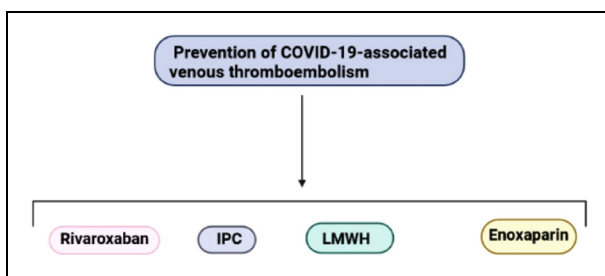 Prevention of COVID-19-associated
venous thromboembolism
Rivaroxaban
IPC
LMWH
Enoxaparin